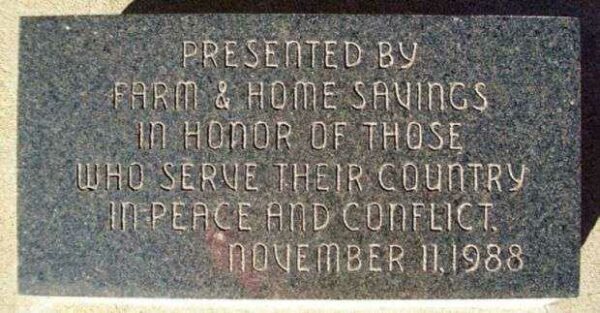 PRESENTED BY
FARM & HOME SAVINGS
IN HONOR OF THOSE
WHO SERVE THEIR COUNTRY
IN PEACE AND CONFLICT.
NOVEMBER 11, 1988